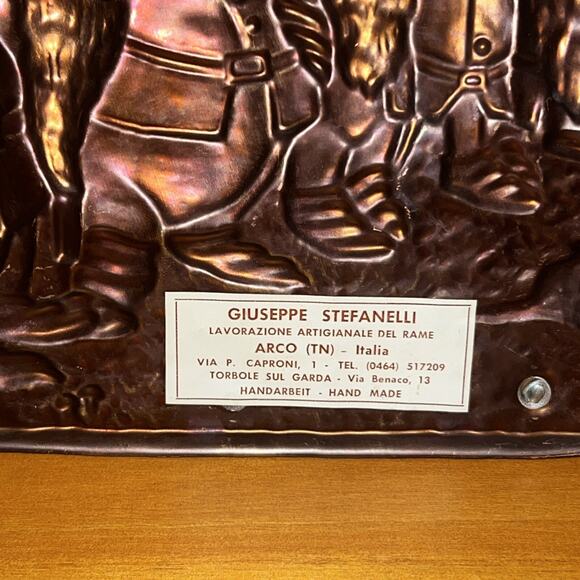 GIUSEPPE STEFANELLI
LAVORAZIONE ARTIGIANALE DEL RAME
ARCO (TN) - Italia
VIA P. CAPRONI, 1 - TEL. (0464) 517209
TORBOLE SUL GARDA - Via Benaco, 13
HANDARBEIT - HAND MADE